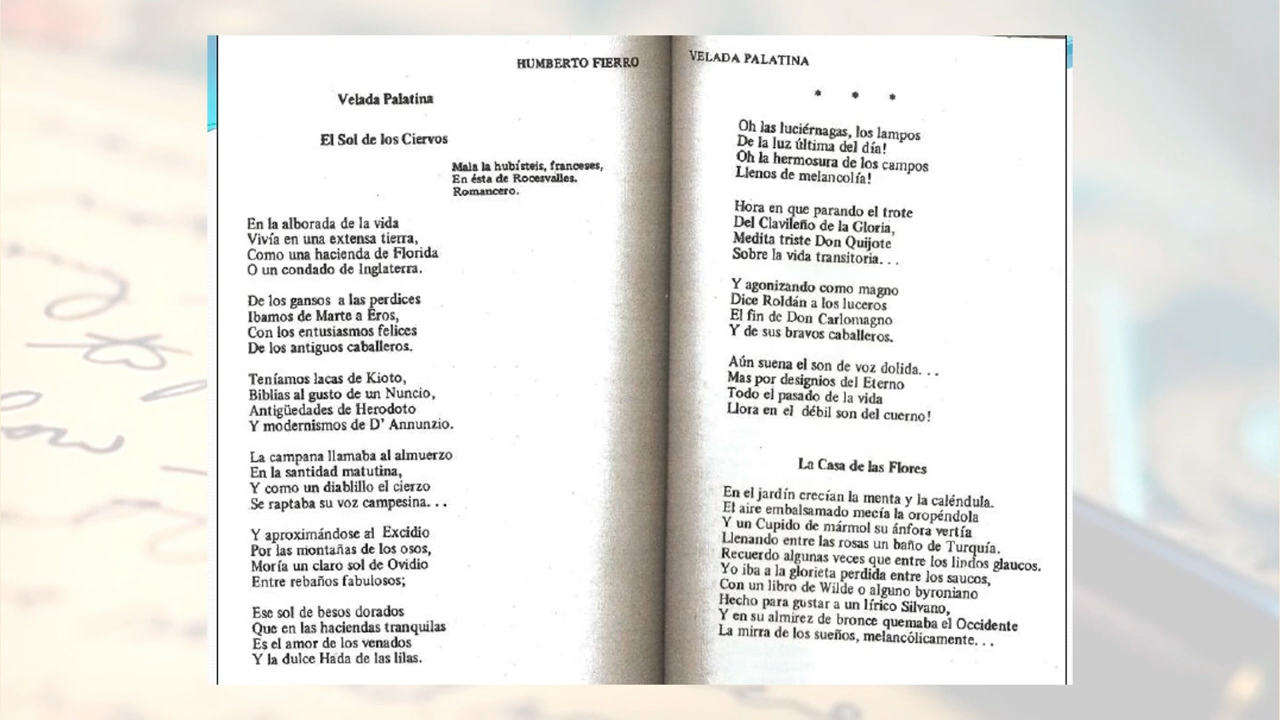 HUMBERTO FIERRO
Velada Palatina
El Sol de los Ciervos
Mala la hubísteis, franceses,
En ésta de Rocesvalles.
Romancero.
En la alborada de la vida
Vivía en una extensa tierra,
Como una hacienda de Florida
O un condado de Inglaterra.
De los gansos a las perdices
Ibamos de Marte a Eros,
Con los entusiasmos felices
De los antiguos caballeros.
Teníamos lacas de Kioto,
Biblias al gusto de un Nuncio,
Antigüedades de Herodoto
Y modernismos de D' Annunzio.
La campana llamaba al almuerzo
En la santidad matutina,
Y como un diablillo el cierzo
Se raptaba su voz campesina. . .
Y aproximándose al Excidio
Por las montañas de los osos,
Moría un claro sol de Ovidio
Entre rebaños fabulosos;
Ese sol de besos dorados
Que en las haciendas tranquilas
Es el amor de los venados
Y la dulce Hada de las lilas.
VELADA PALATINA
* * *
Oh las luciérnagas, los lampos
De la luz última del día!
Oh la hermosura de los campos
Llenos de melancolía!
Hora en que parando el trote
Del Clavileño de la Gloria,
Medita triste Don Quijote
Sobre la vida transitoria. . .
Y agonizando como magno
Dice Roldán a los luceros
El fin de Don Carlomagno
Y de sus bravos caballeros.
Aún suena el son de voz dolida. . .
Mas por designios del Eterno
Todo el pasado de la vida
Llora en el débil son del cuerno!
La Casa de las Flores
En el jardín crecían la menta y la caléndula.
El aire embalsamado mecía la oropéndola
Y un Cupido de mármol su ánfora vertía
Llenando entre las rosas un baño de Turquía.
Recuerdo algunas veces que entre los lindos glaucos.
Yo iba a la glorieta perdida entre los saucos,
Con un libro de Wilde o alguno byroniano
Hecho para gustar a un lírico Silvano,
Y en su almirez de bronce quemaba el Occidente
La mirra de los sueños, melancólicamente. . .